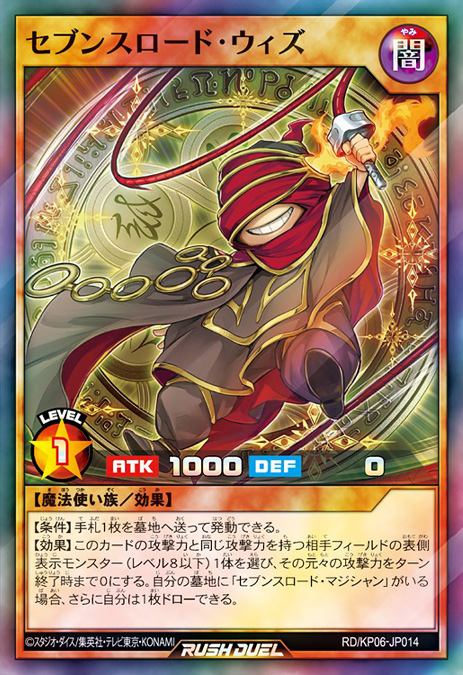 セブンスロード・ウィズ
やみ
闇
LEVEL
1
ATK 1000 DEF 0
【魔法使い族／効果】
【条件】手札1枚を墓地へ送って発動できる。
【効果】このカードの攻撃力と同じ攻撃力を持つ相手フィールドの表側
表示モンスター(レベル8以下)1体を選び、その元々の攻撃力をターン
終了時まで0にする。自分の墓地に「セブンスロード・マジシャン」がいる
場合、さらに自分は1枚ドローできる。
©スタジオ・ダイス/集英社・テレビ東京・KONAMI
RUSH DUEL
RD/KP06-JP014